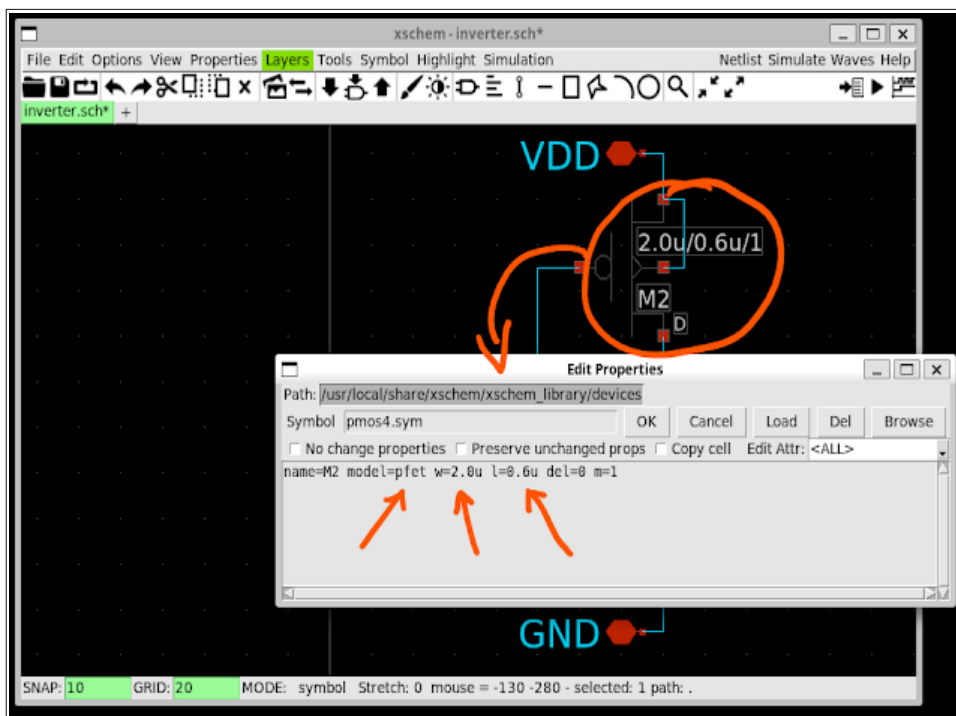 xschem - inverter.sch*
File Edit Options View Properties Layers Tools Symbol Highlight Simulation Netlist Simulate Waves Help
inverter.sch* +
VDD
2.0u/0.6u/1
M2
D
Edit Properties
Path: /usr/local/share/xschem/xschem_library/devices
Symbol pmos4.sym OK Cancel Load Del Browse
No change properties Preserve unchanged props Copy cell Edit Attr: <ALL>
name=M2 model=pfet w=2.0u l=0.6u del=0 m=1
GND
SNAP: 10 GRID: 20 MODE: symbol Stretch: 0 mouse = -130 -280 - selected: 1 path: .